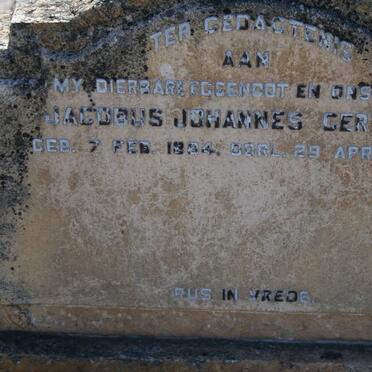 TER GEDAGTENIS
AAN
MY DIERBARE EGGENOOT EN ONS
JACOBUS JOHANNES GER
GEB. 7 FEB. 1894. OORL. 29 APR
RUS IN VREDE.